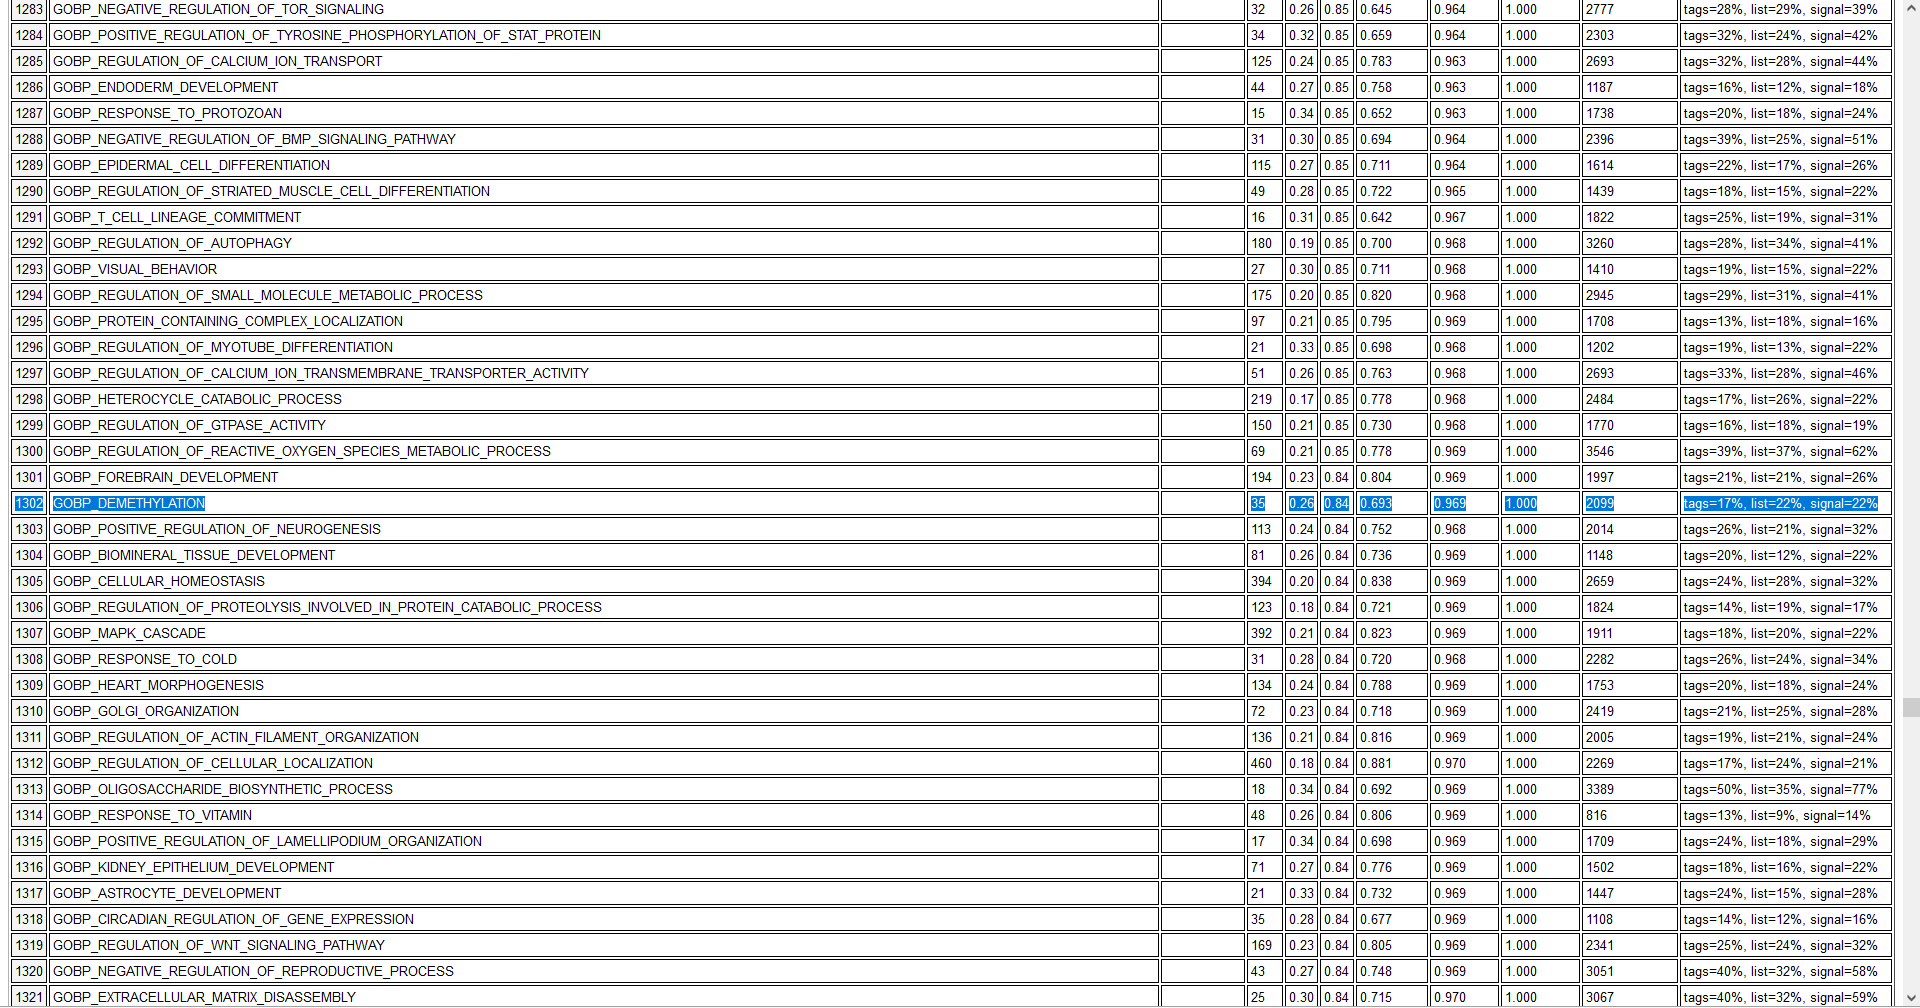 1283 GOBP_NEGATIVE_REGULATION_OF_TOR_SIGNALING 32 0.26 0.85 0.645 0.964 1.000 2777 tags=28%, list=29%, signal=39%
1284 GOBP_POSITIVE_REGULATION_OF_TYROSINE_PHOSPHORYLATION_OF_STAT_PROTEIN 34 0.32 0.85 0.659 0.964 1.000 2303 tags=32%, list=24%, signal=42%
1285 GOBP_REGULATION_OF_CALCIUM_ION_TRANSPORT 125 0.24 0.85 0.783 0.963 1.000 2693 tags=32%, list=28%, signal=44%
1286 GOBP_ENDODERM_DEVELOPMENT 44 0.27 0.85 0.758 0.963 1.000 1187 tags=16%, list=12%, signal=18%
1287 GOBP_RESPONSE_TO_PROTOZOAN 15 0.34 0.85 0.652 0.963 1.000 1738 tags=20%, list=18%, signal=24%
1288 GOBP_NEGATIVE_REGULATION_OF_BMP_SIGNALING_PATHWAY 31 0.30 0.85 0.694 0.964 1.000 2396 tags=39%, list=25%, signal=51%
1289 GOBP_EPIDERMAL_CELL_DIFFERENTIATION 115 0.27 0.85 0.711 0.964 1.000 1614 tags=22%, list=17%, signal=26%
1290 GOBP_REGULATION_OF_STRIATED_MUSCLE_CELL_DIFFERENTIATION 49 0.28 0.85 0.722 0.965 1.000 1439 tags=18%, list=15%, signal=22%
1291 GOBP_T_CELL_LINEAGE_COMMITMENT 16 0.31 0.85 0.642 0.967 1.000 1822 tags=25%, list=19%, signal=31%
1292 GOBP_REGULATION_OF_AUTOPHAGY 180 0.19 0.85 0.700 0.968 1.000 3260 tags=28%, list=34%, signal=41%
1293 GOBP_VISUAL_BEHAVIOR 27 0.30 0.85 0.711 0.968 1.000 1410 tags=19%, list=15%, signal=22%
1294 GOBP_REGULATION_OF_SMALL_MOLECULE_METABOLIC_PROCESS 175 0.20 0.85 0.820 0.968 1.000 2945 tags=29%, list=31%, signal=41%
1295 GOBP_PROTEIN_CONTAINING_COMPLEX_LOCALIZATION 97 0.21 0.85 0.795 0.969 1.000 1708 tags=13%, list=18%, signal=16%
1296 GOBP_REGULATION_OF_MYOTUBE_DIFFERENTIATION 21 0.33 0.85 0.698 0.968 1.000 1202 tags=19%, list=13%, signal=22%
1297 GOBP_REGULATION_OF_CALCIUM_ION_TRANSMEMBRANE_TRANSPORTER_ACTIVITY 51 0.26 0.85 0.763 0.968 1.000 2693 tags=33%, list=28%, signal=46%
1298 GOBP_HETEROCYCLE_CATABOLIC_PROCESS 219 0.17 0.85 0.778 0.968 1.000 2484 tags=17%, list=26%, signal=22%
1299 GOBP_REGULATION_OF_GTPASE_ACTIVITY 150 0.21 0.85 0.730 0.968 1.000 1770 tags=16%, list=18%, signal=19%
1300 GOBP_REGULATION_OF_REACTIVE_OXYGEN_SPECIES_METABOLIC_PROCESS 69 0.21 0.85 0.778 0.969 1.000 3546 tags=39%, list=37%, signal=62%
1301 GOBP_FOREBRAIN_DEVELOPMENT 194 0.23 0.84 0.804 0.969 1.000 1997 tags=21%, list=21%, signal=26%
1302 GOBP_DEMETHYLATION 35 0.26 0.84 0.693 0.969 1.000 2099 tags=17%, list=22%, signal=22%
1303 GOBP_POSITIVE_REGULATION_OF_NEUROGENESIS 113 0.24 0.84 0.752 0.968 1.000 2014 tags=26%, list=21%, signal=32%
1304 GOBP_BIOMINERAL_TISSUE_DEVELOPMENT 81 0.26 0.84 0.736 0.969 1.000 1148 tags=20%, list=12%, signal=22%
1305 GOBP_CELLULAR_HOMEOSTASIS 394 0.20 0.84 0.838 0.969 1.000 2659 tags=24%, list=28%, signal=32%
1306 GOBP_REGULATION_OF_PROTEOLYSIS_INVOLVED_IN_PROTEIN_CATABOLIC_PROCESS 123 0.18 0.84 0.721 0.969 1.000 1824 tags=14%, list=19%, signal=17%
1307 GOBP_MAPK_CASCADE 392 0.21 0.84 0.823 0.969 1.000 1911 tags=18%, list=20%, signal=22%
1308 GOBP_RESPONSE_TO_COLD 31 0.28 0.84 0.720 0.968 1.000 2282 tags=26%, list=24%, signal=34%
1309 GOBP_HEART_MORPHOGENESIS 134 0.24 0.84 0.788 0.969 1.000 1753 tags=20%, list=18%, signal=24%
1310 GOBP_GOLGI_ORGANIZATION 72 0.23 0.84 0.718 0.969 1.000 2419 tags=21%, list=25%, signal=28%
1311 GOBP_REGULATION_OF_ACTIN_FILAMENT_ORGANIZATION 136 0.21 0.84 0.816 0.969 1.000 2005 tags=19%, list=21%, signal=24%
1312 GOBP_REGULATION_OF_CELLULAR_LOCALIZATION 460 0.18 0.84 0.881 0.970 1.000 2269 tags=17%, list=24%, signal=21%
1313 GOBP_OLIGOSACCHARIDE_BIOSYNTHETIC_PROCESS 18 0.34 0.84 0.692 0.969 1.000 3389 tags=50%, list=35%, signal=77%
1314 GOBP_RESPONSE_TO_VITAMIN 48 0.26 0.84 0.806 0.969 1.000 816 tags=13%, list=9%, signal=14%
1315 GOBP_POSITIVE_REGULATION_OF_LAMELLIPODIUM_ORGANIZATION 17 0.34 0.84 0.698 0.969 1.000 1709 tags=24%, list=18%, signal=29%
1316 GOBP_KIDNEY_EPITHELIUM_DEVELOPMENT 71 0.27 0.84 0.776 0.969 1.000 1502 tags=18%, list=16%, signal=22%
1317 GOBP_ASTROCYTE_DEVELOPMENT 21 0.33 0.84 0.732 0.969 1.000 1447 tags=24%, list=15%, signal=28%
1318 GOBP_CIRCADIAN_REGULATION_OF_GENE_EXPRESSION 35 0.28 0.84 0.677 0.969 1.000 1108 tags=14%, list=12%, signal=16%
1319 GOBP_REGULATION_OF_WNT_SIGNALING_PATHWAY 169 0.23 0.84 0.805 0.969 1.000 2341 tags=25%, list=24%, signal=32%
1320 GOBP_NEGATIVE_REGULATION_OF_REPRODUCTIVE_PROCESS 43 0.27 0.84 0.748 0.969 1.000 3051 tags=40%, list=32%, signal=58%
1321 GOBP_EXTRACELLULAR_MATRIX_DISASSEMBLY 25 0.30 0.84 0.715 0.970 1.000 3067 tags=40%, list=32%, signal=59%